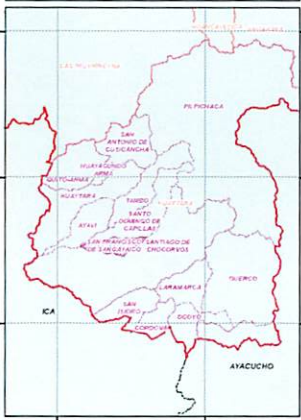 PILPICHACA
SAN
ANTONIO DE
CUSICANCHA
HUAYACUNDO
ARMA
QUITO-ARMA
HUAYTARA
TAMBO
SANTO
DOMINGO DE
CAPILLAS
AYAVI
SAN FRANCISCO
DE SANGAYAICO
SANTIAGO DE
CHOCORVOS
QUERCO
LARAMARCA
SAN
ISIDRO
OCOYO
CORDOVA
ICA
AYACUCHO